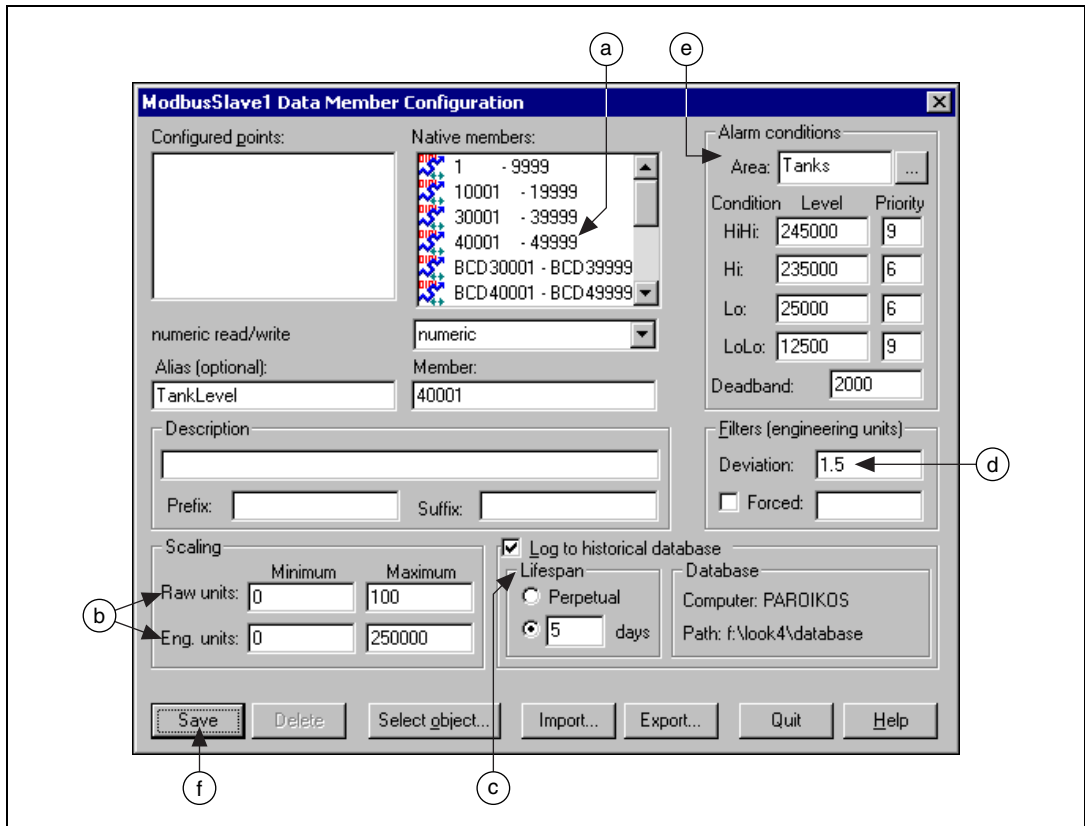 a
e
ModbusSlave1 Data Member Configuration
Configured points:
Native members:
1 - 9999
10001 - 19999
30001 - 39999
40001 - 49999
BCD30001 - BCD39999
BCD40001 - BCD49999
numeric read/write
numeric
Alias (optional):
Member:
TankLevel
40001
Alarm conditions
Area: Tanks ...
Condition Level Priority
HiHi: 245000 9
Hi: 235000 6
Lo: 25000 6
LoLo: 12500 9
Deadband: 2000
Description
Prefix:
Suffix:
Filters (engineering units)
Deviation: 1.5
d
Forced:
Scaling
Minimum Maximum
b
Raw units: 0 100
Eng. units: 0 250000
Log to historical database
Lifespan
Perpetual
5 days
Database
Computer: PAROIKOS
Path: f:\look4\database
Save Delete Select object... Import... Export... Quit Help
f
c